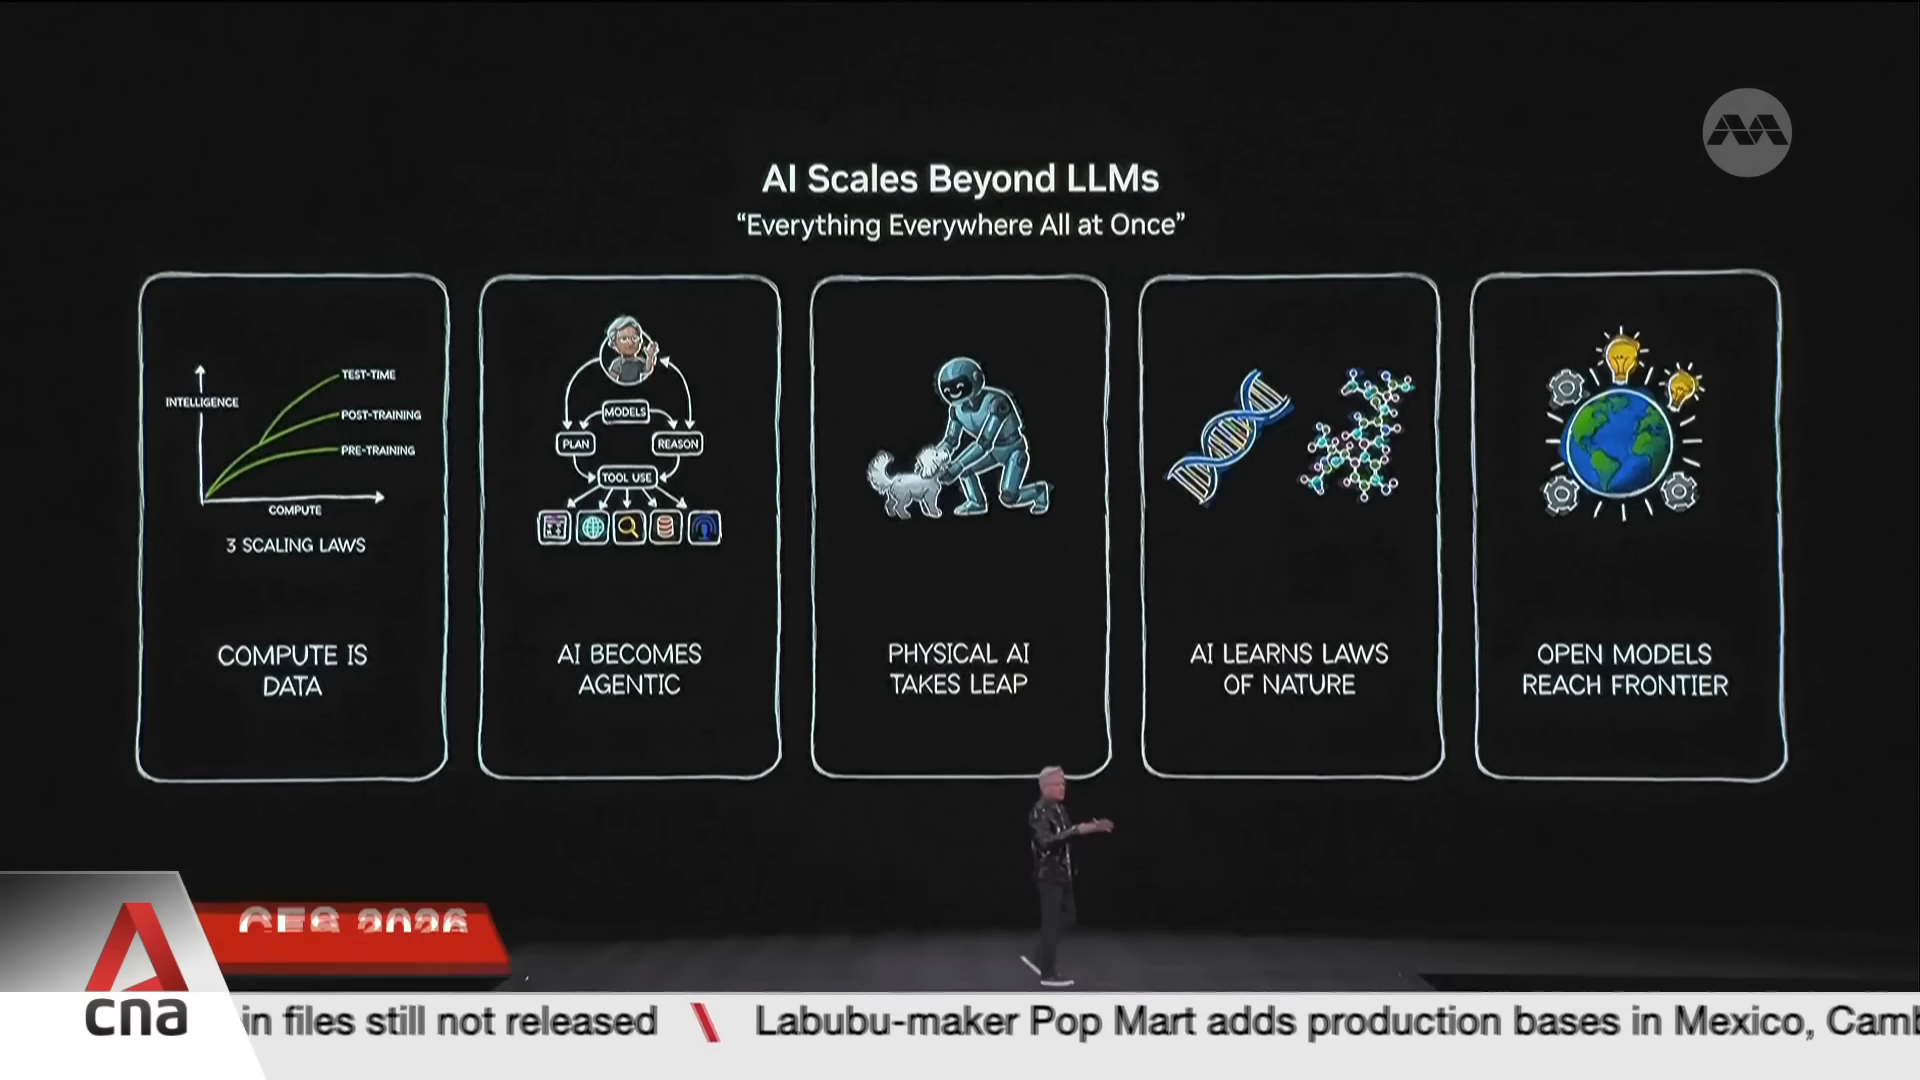 AI Scales Beyond LLMs
“Everything Everywhere All at Once”
INTELLIGENCE
TEST-TIME
POST-TRAINING
PRE-TRAINING
COMPUTE
3 SCALING LAWS
COMPUTE IS
DATA
MODELS
PLAN
REASON
TOOL USE
AI BECOMES
AGENTIC
PHYSICAL AI
TAKES LEAP
AI LEARNS LAWS
OF NATURE
OPEN MODELS
REACH FRONTIER
CES 2026
cna
in files still not released
Labubu-maker Pop Mart adds production bases in Mexico, Camb